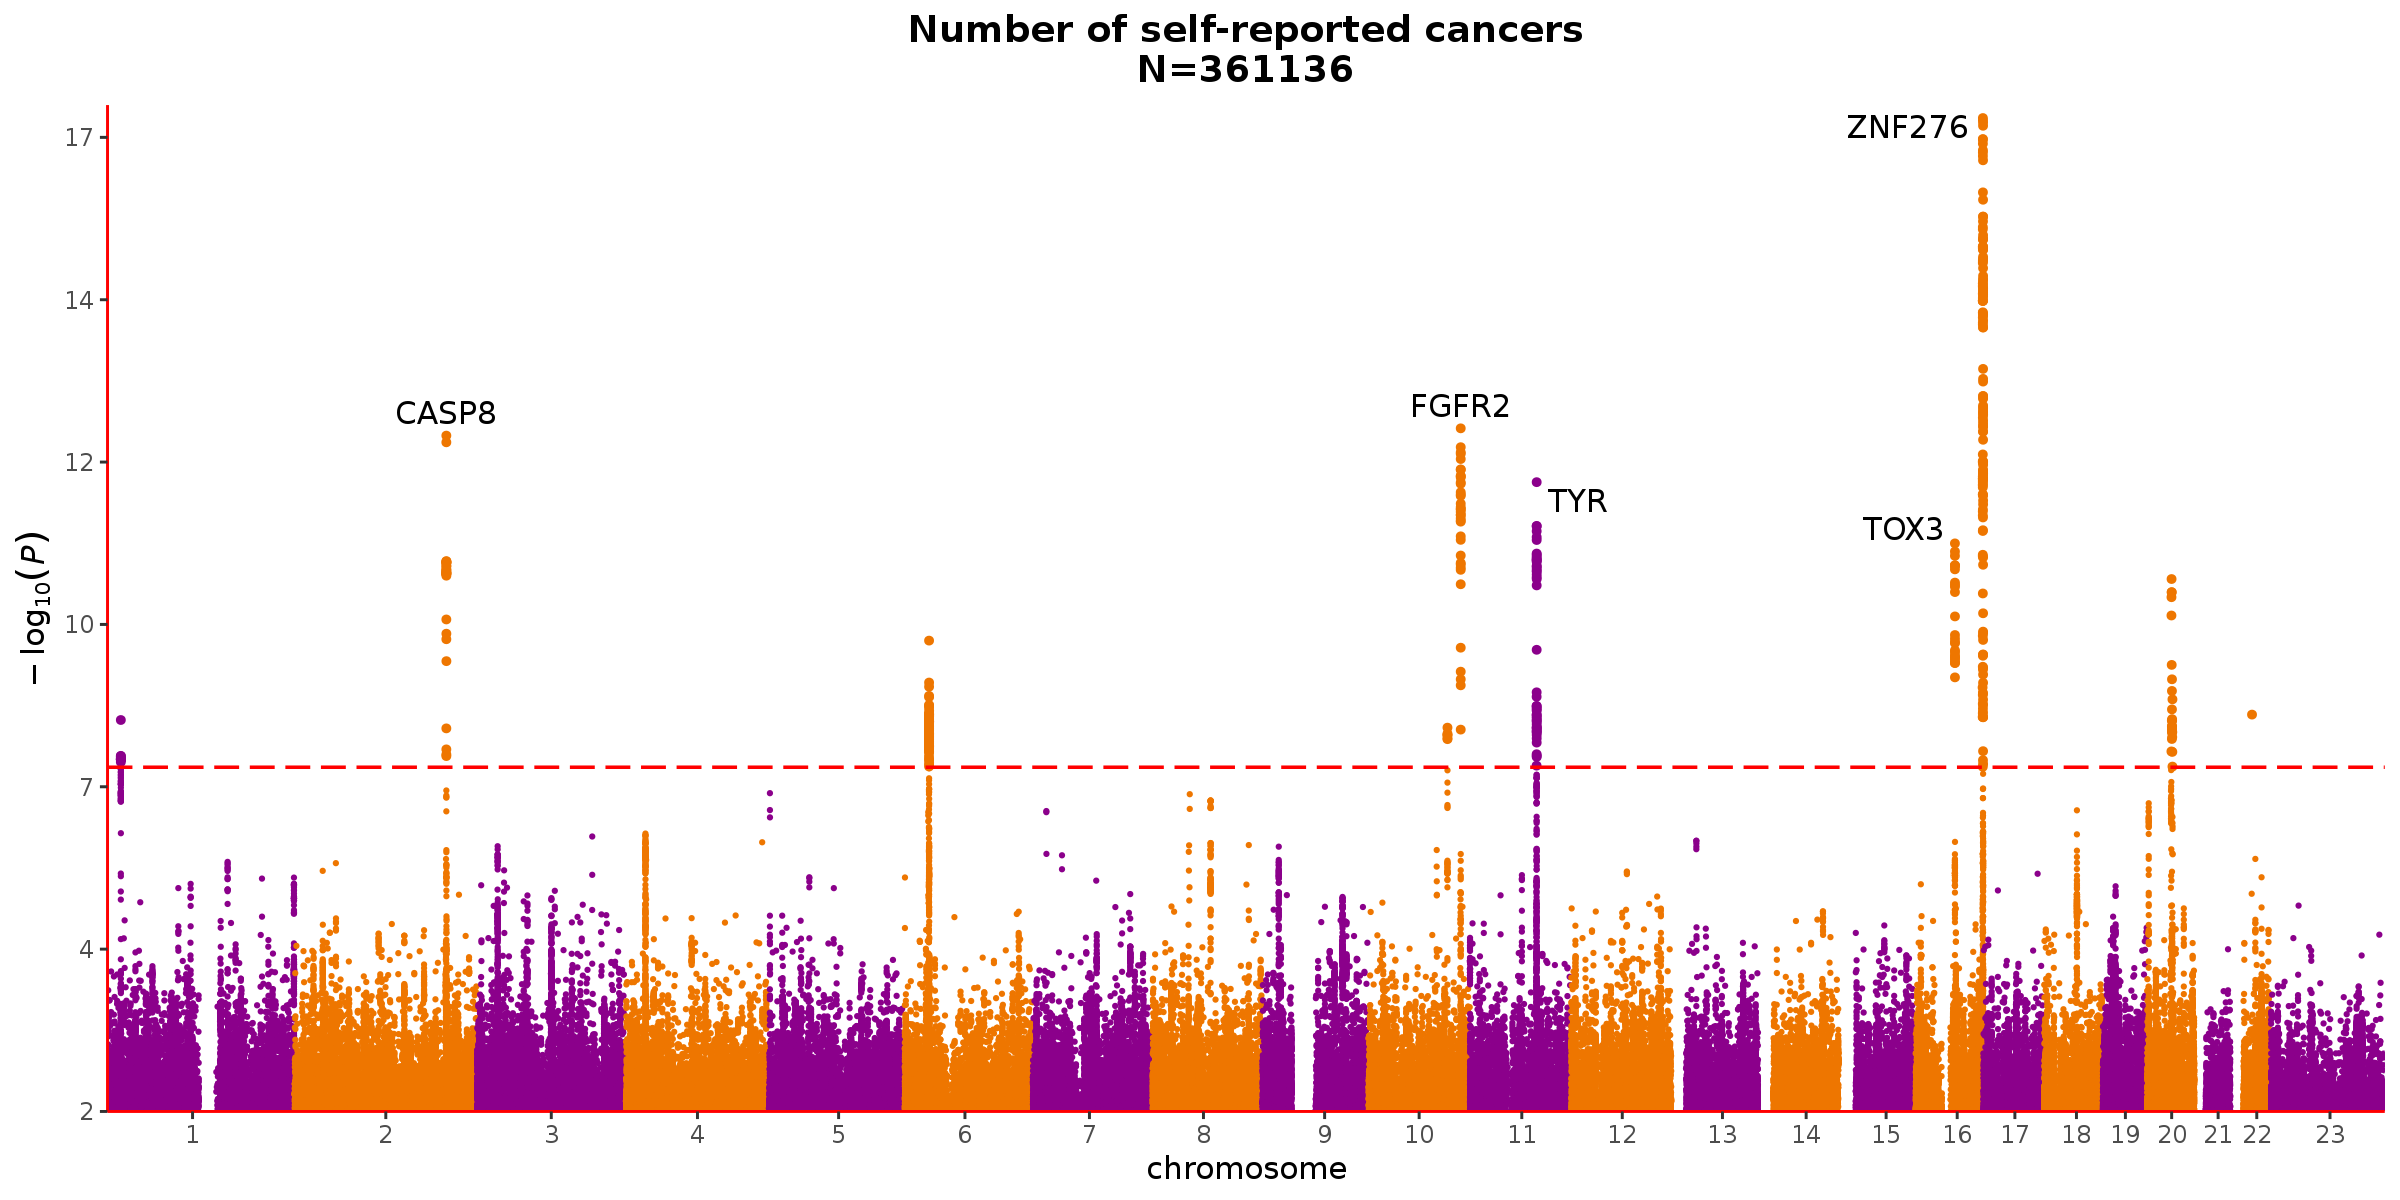 Number of self-reported cancers
N=361136
17
14
12
10
7
4
2
−log10(P)
ZNF276
CASP8
FGFR2
TYR
TOX3
1 2 3 4 5 6 7 8 9 10 11 12 13 14 15 16 17 18 19 20 21 22 23
chromosome